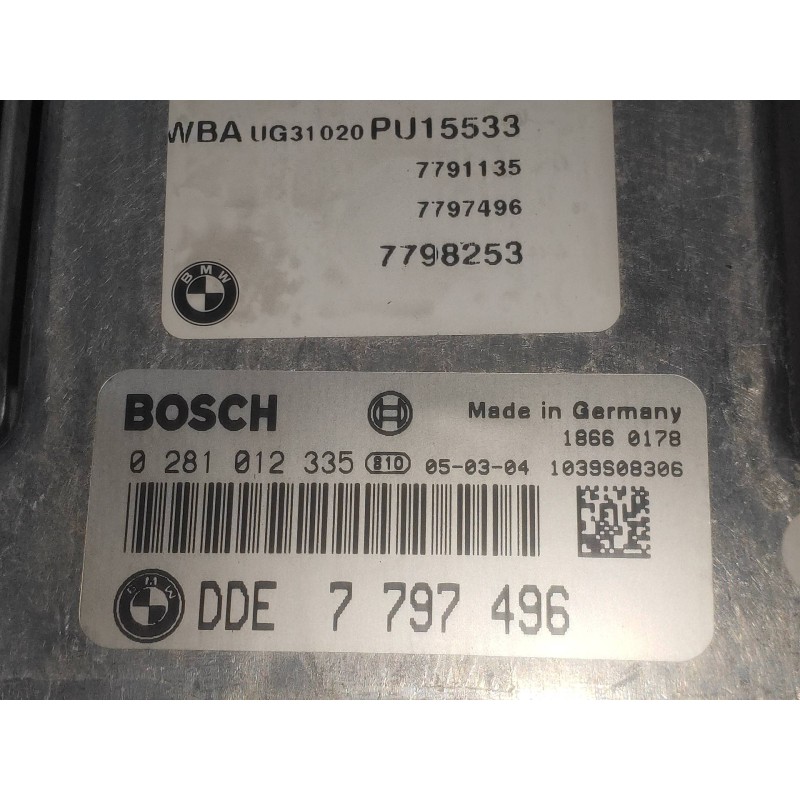 WBA UG31020 PU15533
7791135
7797496
7798253
BMW
BOSCH Made in Germany
1866 0178
0 281 012 335 810 05-03-04 1039S08306
BMW DDE 7 797 496